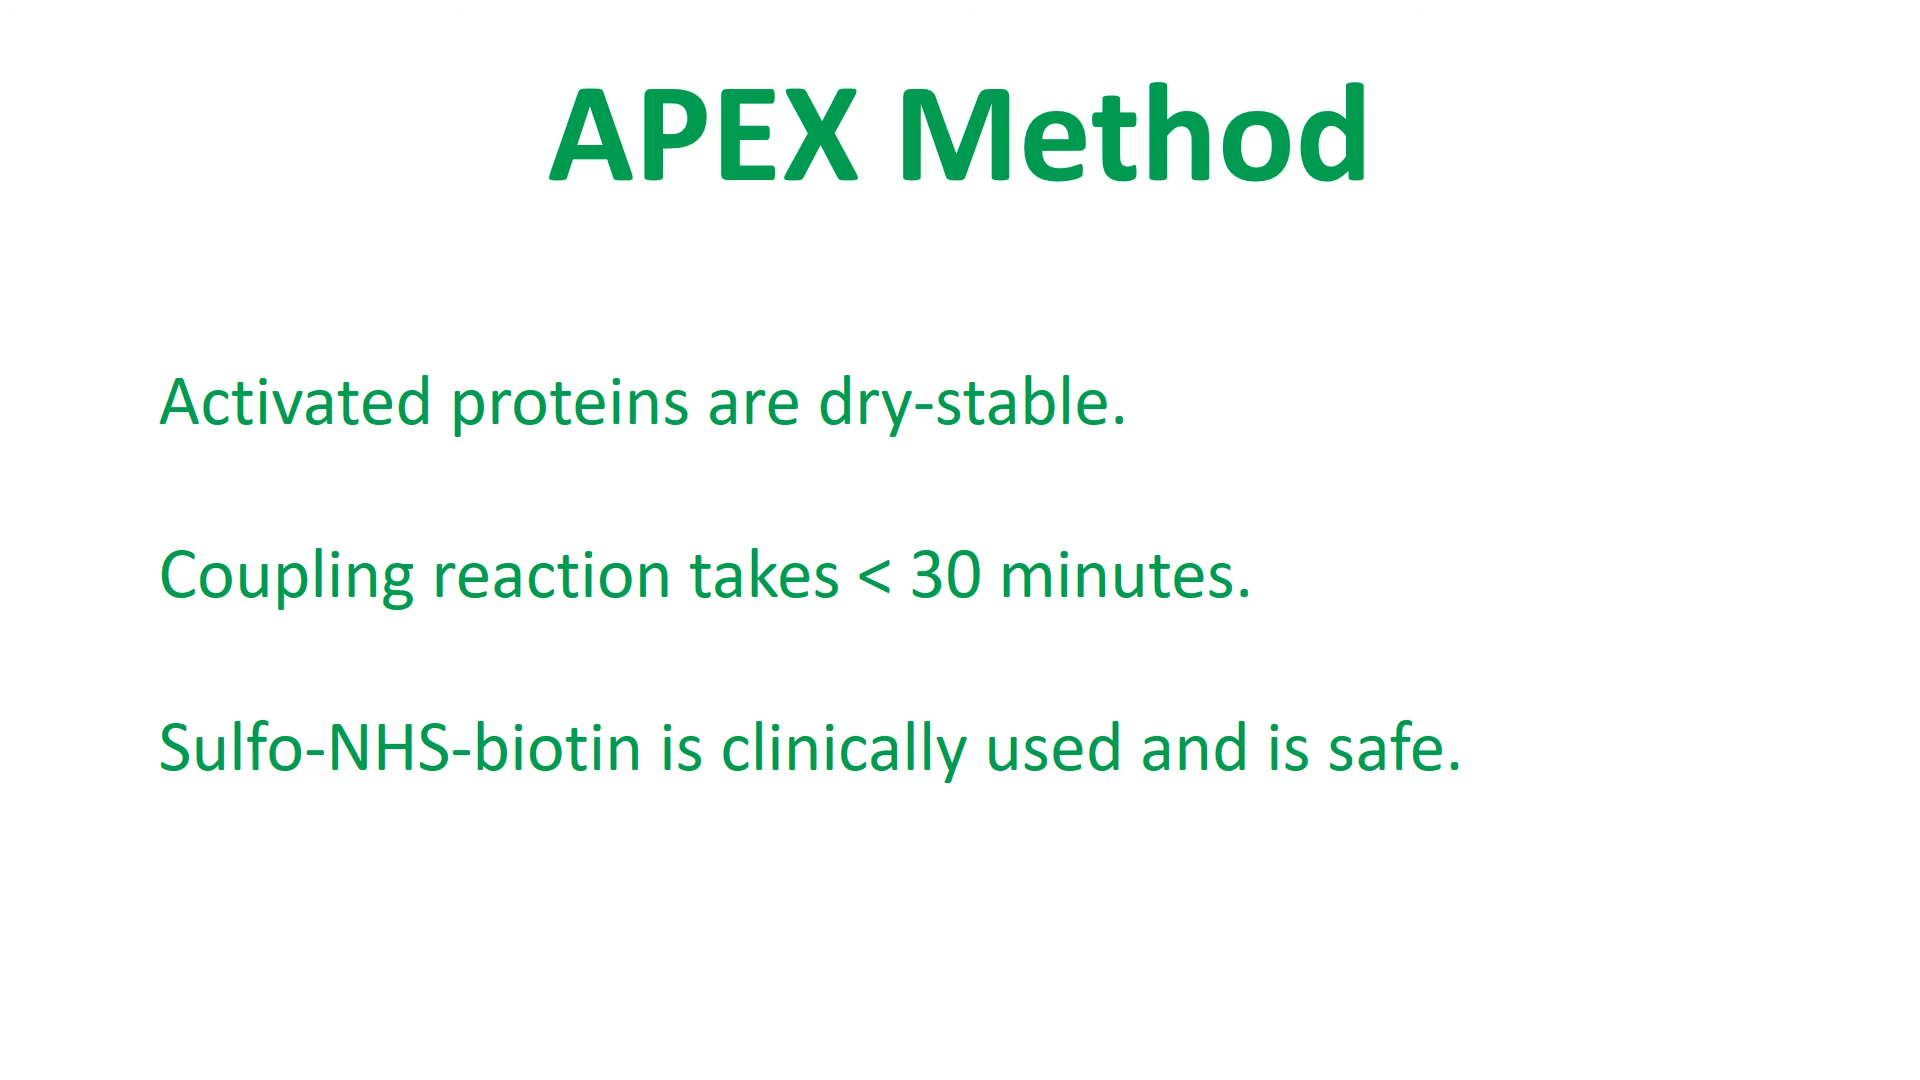 APEX Method
Activated proteins are dry-stable.
Coupling reaction takes < 30 minutes.
Sulfo-NHS-biotin is clinically used and is safe.